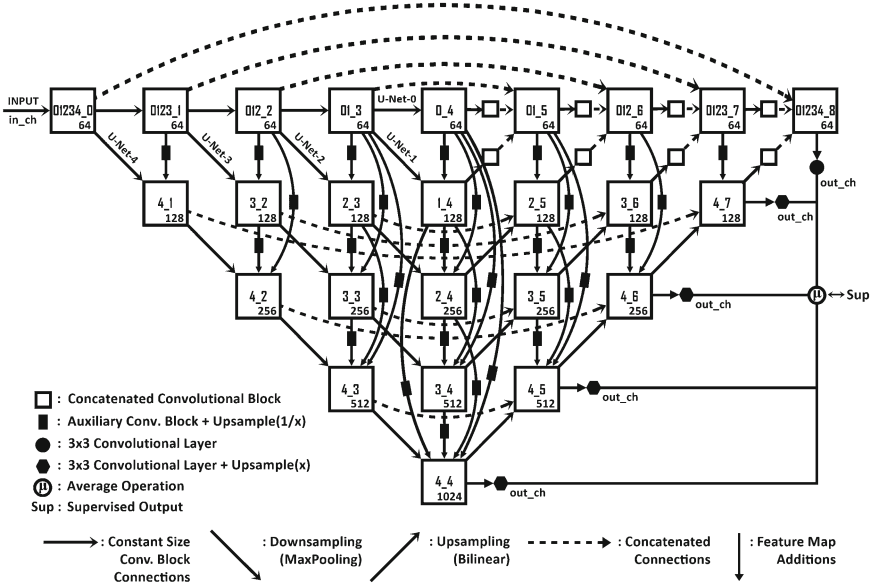 INPUT
in_ch
U-Net-0
01234_0
64
0123_1
64
012_2
64
01_3
64
0_4
64
01_5
64
012_6
64
0123_7
64
01234_8
64
U-Net-4
U-Net-3
U-Net-2
U-Net-1
out_ch
4_1
128
3_2
128
2_3
128
1_4
128
2_5
128
3_6
128
4_7
128
out_ch
4_2
256
3_3
256
2_4
256
3_5
256
4_6
256
out_ch
μ
Sup
4_3
512
3_4
512
4_5
512
out_ch
4_4
1024
out_ch
: Concatenated Convolutional Block
: Auxiliary Conv. Block + Upsample(1/x)
: 3x3 Convolutional Layer
: 3x3 Convolutional Layer + Upsample(x)
μ : Average Operation
Sup : Supervised Output
: Constant Size
Conv. Block
Connections
: Downsampling
(MaxPooling)
: Upsampling
(Bilinear)
: Concatenated
Connections
: Feature Map
Additions